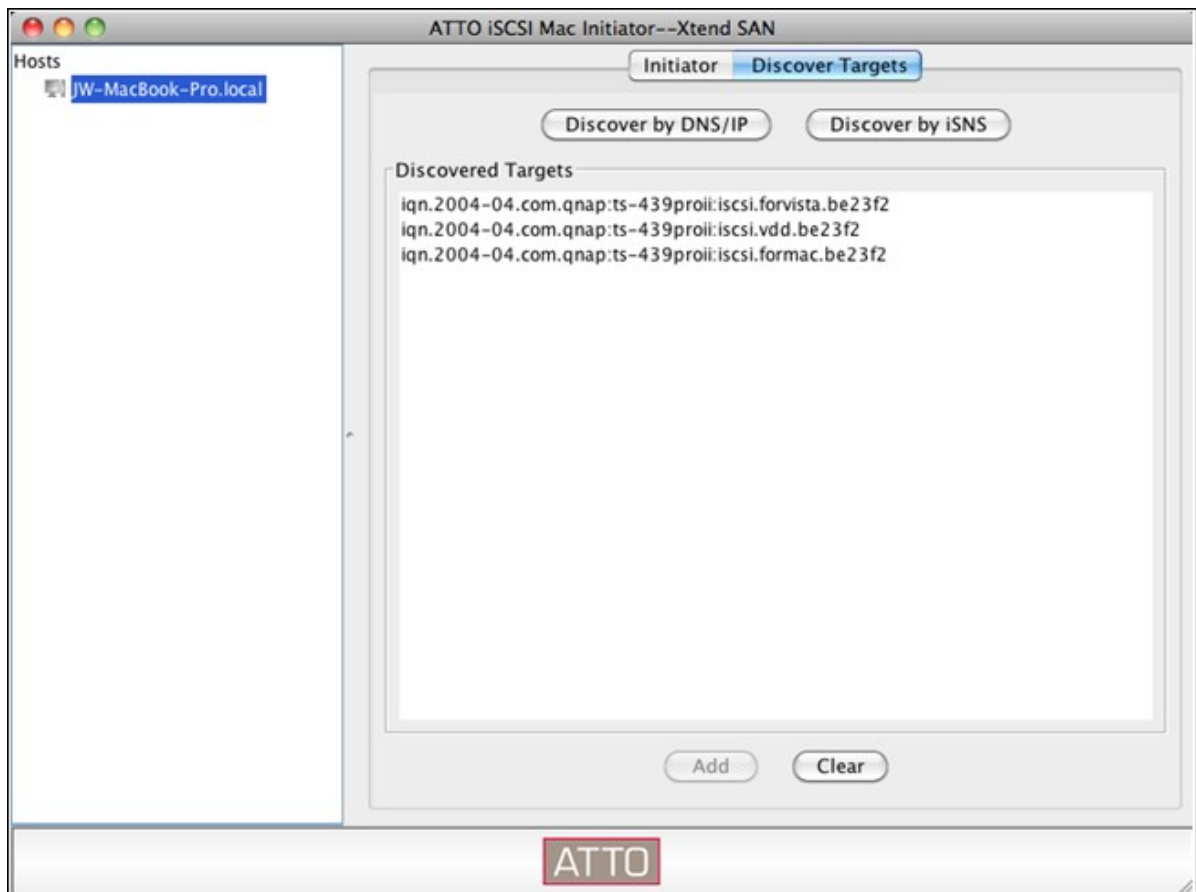 ATTO iSCSI Mac Initiator--Xtend SAN
Hosts
JW-MacBook-Pro.local
Initiator
Discover Targets
Discover by DNS/IP
Discover by iSNS
Discovered Targets
iqn.2004-04.com.qnap:ts-439proii:iscsi.forvista.be23f2
iqn.2004-04.com.qnap:ts-439proii:iscsi.vdd.be23f2
iqn.2004-04.com.qnap:ts-439proii:iscsi.formac.be23f2
Add
Clear
ATTO